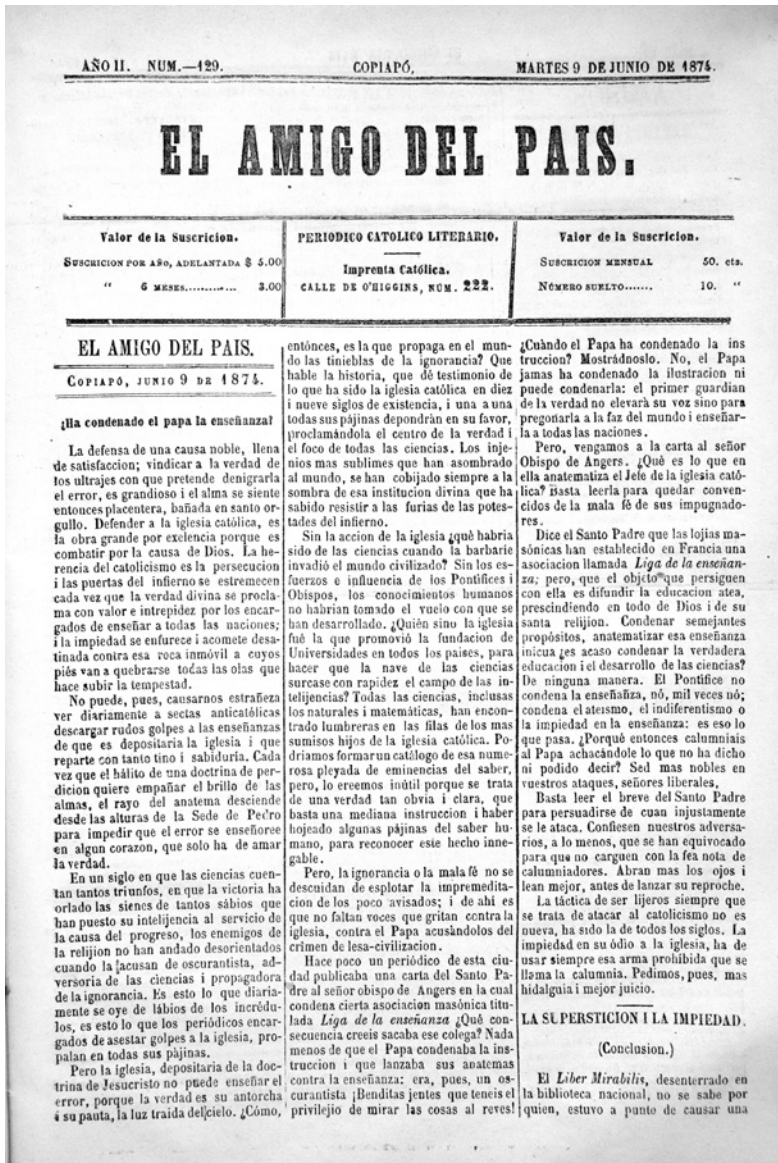 AÑO II. NUM.—129.
COPIAPÓ,
MARTES 9 DE JUNIO DE 1874.
EL AMIGO DEL PAIS.
Valor de la Suscricion.
SUSCRICION POR AÑO, ADELANTADA $ 5.00
“ 6 MESES............ 3.00
PERIODICO CATOLICO LITERARIO.
Imprenta Católica.
CALLE DE O'HIGGINS, NÚM. 222.
Valor de la Suscricion.
SUSCRICION MENSUAL 50. cts.
NÚMERO SUELTO....... 10. “
EL AMIGO DEL PAIS.
COPIAPÓ, JUNIO 9 DE 1874.
¿Ha condenado el papa la enseñanza?
La defensa de una causa noble, llena
de satisfaccion; vindicar a la verdad de
los ultrajes con que pretende denigrarla
el error, es grandioso i el alma se siente
entonces placentera, bañada en santo or-
gullo. Defender a la iglesia católica, es
la obra grande por exelencia porque es
combatir por la causa de Dios. La he-
rencia del catolicismo es la persecucion
i las puertas del infierno se estremecen
cada vez que la verdad divina se procla-
ma con valor e intrepidez por los encar-
gados de enseñar a todas las naciones;
i la impiedad se enfurece i acomete desa-
tinada contra esa roca inmóvil a cuyos
piés van a quebrarse todas las olas que
hace subir la tempestad.
No puede, pues, causarnos estrañeza
ver diariamente a sectas anticatólicas
descargar rudos golpes a las enseñanzas
de que es depositaria la iglesia i que
reparte con tanto tino i sabiduria. Cada
vez que el hálito de una doctrina de per-
dicion quiere empañar el brillo de las
almas, el rayo del anatema desciende
desde las alturas de la Sede de Pedro
para impedir que el error se enseñoree
en algun corazon, que solo ha de amar
la verdad.
En un siglo en que las ciencias cuen-
tan tantos triunfos, en que la victoria ha
orlado las sienes de tantos sábios que
han puesto su intelijencia al servicio de
la causa del progreso, los enemigos de
la relijion no han andado desorientados
cuando la acusan de oscurantista, ad-
versoria de las ciencias i propagadora
de la ignorancia. Es esto lo que diaria-
mente se oye de lábios de los incrédu-
los, es esto lo que los periódicos encar-
gados de asestar golpes a la iglesia, pro-
palan en todas sus pàjinas.
Pero la iglesia, depositaria de la doc-
trina de Jesucristo no puede enseñar el
error, porque la verdad es su antorcha
i su pauta, la luz traida del cielo. ¿Cómo,
entónces, es la que propaga en el mun-
do las tinieblas de la ignorancia? Que
hable la historia, que dé testimonio de
lo que ha sido la iglesia católica en diez
i nueve siglos de existencia, i una a una
todas sus pájinas depondràn en su favor,
proclamándola el centro de la verdad i
el foco de todas las ciencias. Los inje-
nios mas sublimes que han asombrado
al mundo, se han cobijado siempre a la
sombra de esa institucion divina que ha
sabido resistir a las furias de las potes-
tades del infierno.
Sin la accion de la iglesia ¿què habria
sido de las ciencias cuando la barbarie
invadió el mundo civilizado? Sin los es-
fuerzos e influencia de los Pontífices i
Obispos, los conocimientos humanos
no habrian tomado el vuelo con que se
han desarrollado. ¿Quién sino la iglesia
fué la que promovió la fundacion de
Universidades en todos los paises, para
hacer que la nave de las ciencias
surcase con rapidez el campo de las in-
telijencias? Todas las ciencias, inclusas
los naturales i matemáticas, han encon-
trado lumbreras en las filas de los mas
sumisos hijos de la iglesia católica. Po-
driamos formar un catálogo de esa nume-
rosa pleyada de eminencias del saber,
pero, lo creemos inútil porque se trata
de una verdad tan obvia i clara, que
basta una mediana instruccion i haber
hojeado algunas pájinas del saber hu-
mano, para reconocer este hecho inne-
gable.
Pero, la ignorancia o la mala fé no se
descuidan de esplotar la impremedita-
cion de los poco avisados; i de ahi es
que no faltan voces que gritan contra la
iglesia, contra el Papa acusàndolos del
crimen de lesa-civilizacion.
Hace poco un periódico de esta ciu-
dad publicaba una carta del Santo Pa-
dre al señor obispo de Angers en la cual
condena cierta asociacion masónica titu-
lada Liga de la enseñanza ¿Qué con-
secuencia creeis sacaba ese colega? Nada
menos de que el Papa condenaba la ins-
truccion i que lanzaba sus anatemas
contra la enseñanza: era, pues, un os-
curantista ¡Benditas jentes que teneis el
privilejio de mirar las cosas al reves!
¿Cuàndo el Papa ha condenado la ins
truccion? Mostrádnoslo. No, el Papa
jamas ha condenado la ilustracion ni
puede condenarla: el primer guardian
de la verdad no elevará su voz sino para
pregonarla a la faz del mundo i enseñar-
la a todas las naciones.
Pero, vengamos a la carta al señor
Obispo de Angers. ¿Qué es lo que en
ella anatematiza el Jefe de la iglesia cató-
lica? Basta leerla para quedar conven-
cidos de la mala fé de sus impugnado-
res.
Dice el Santo Padre que las lojias ma-
sónicas han establecido en Francia una
asociacion llamada Liga de la enseñan-
za; pero, que el objeto que persiguen
con ella es difundir la educacion atea,
prescindiendo en todo de Dios i de su
santa relijion. Condenar semejantes
propósitos, anatematizar esa enseñanza
inicua ¿es acaso condenar la verdadera
educacion i el desarrollo de las ciencias?
De ninguna manera. El Pontífice no
condena la enseñanza, nó, mil veces nó;
condena el ateismo, el indiferentismo o
la impiedad en la enseñanza: es eso lo
que pasa. ¿Porqué entonces calumniais
al Papa achacándole lo que no ha dicho
ni podido decir? Sed mas nobles en
vuestros ataques, señores liberales,
Basta leer el breve del Santo Padre
para persuadirse de cuan injustamente
se le ataca. Confiesen nuestros adversa-
rios, a lo menos, que se han equivocado
para que no carguen con la fea nota de
calumniadores. Abran mas los ojos i
lean mejor, antes de lanzar su reproche.
La táctica de ser lijeros siempre que
se trata de atacar al catolicismo no es
nueva, ha sido la de todos los siglos. La
impiedad en su ódio a la iglesia, ha de
usar siempre esa arma prohibida que se
llama la calumnia. Pedimos, pues, mas
hidalguia i mejor juicio.
LA SUPERSTICION I LA IMPIEDAD.
(Conclusion.)
El Liber Mirabilis, desenterrado en
la biblioteca nacional, no se sabe por
quien, estuvo a punto de causar una